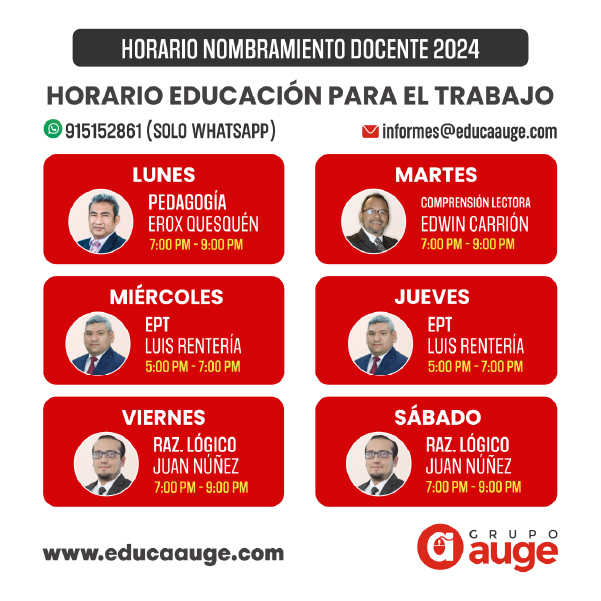 HORARIO NOMBRAMIENTO DOCENTE 2024
HORARIO EDUCACIÓN PARA EL TRABAJO
915152861 (SOLO WHATSAPP)
informes@educaauge.com
LUNES
PEDAGOGÍA
EROX QUESQUÉN
7:00 PM - 9:00 PM
MARTES
COMPRENSIÓN LECTORA
EDWIN CARRIÓN
7:00 PM - 9:00 PM
MIÉRCOLES
EPT
LUIS RENTERÍA
5:00 PM - 7:00 PM
JUEVES
EPT
LUIS RENTERÍA
5:00 PM - 7:00 PM
VIERNES
RAZ. LÓGICO
JUAN NÚÑEZ
7:00 PM - 9:00 PM
SÁBADO
RAZ. LÓGICO
JUAN NÚÑEZ
7:00 PM - 9:00 PM
www.educaauge.com
GRUPO
auge